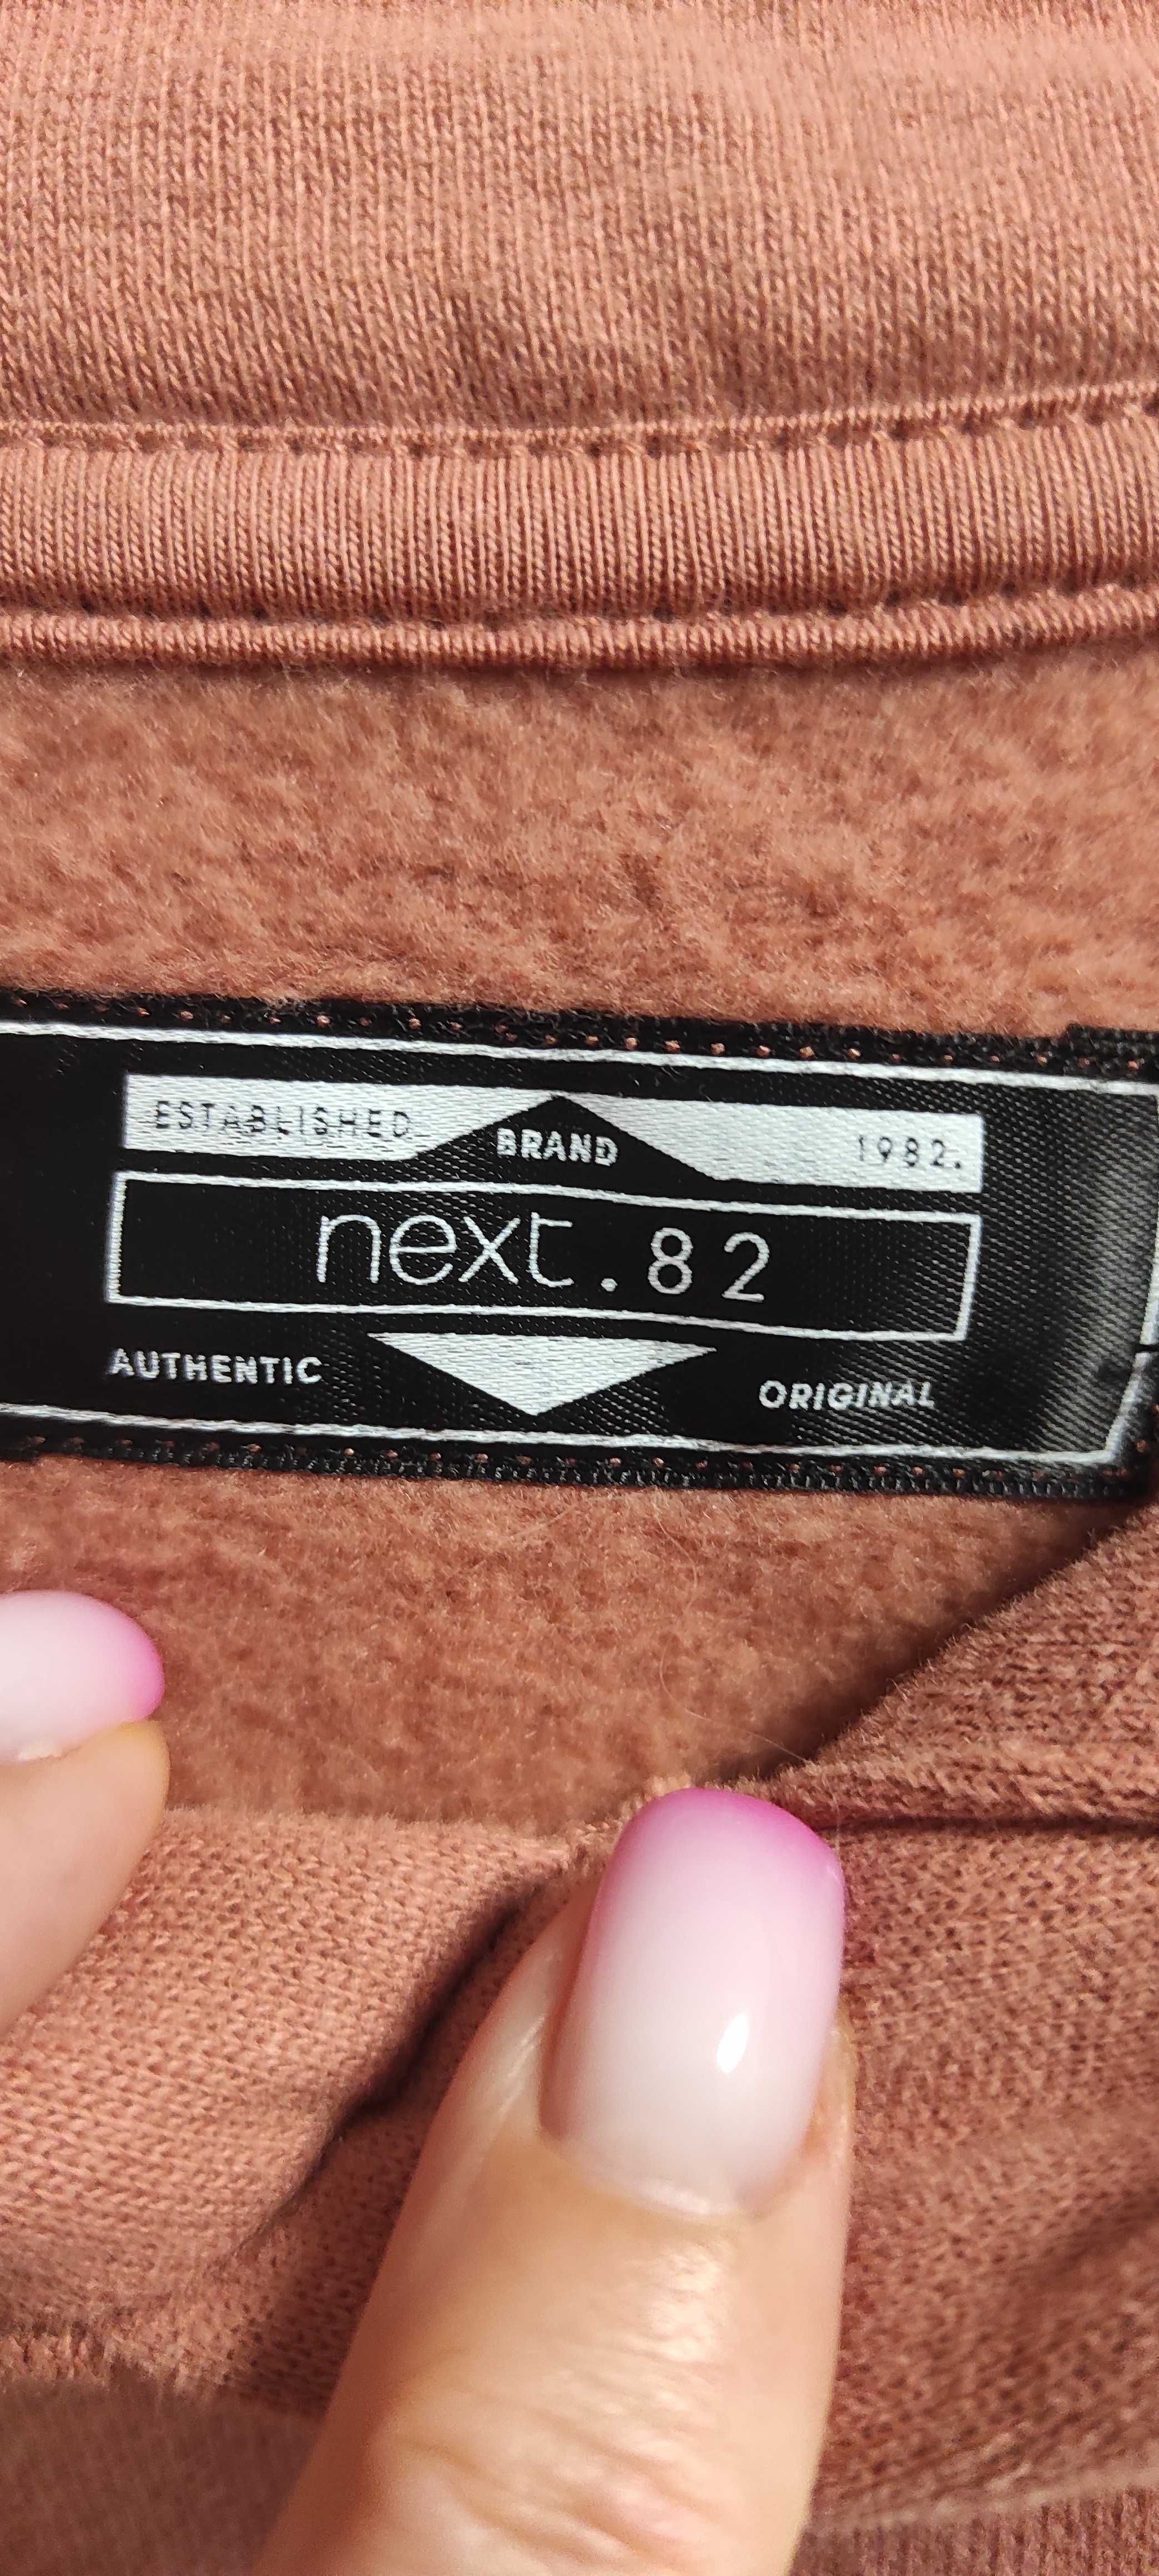 ESTABLISHED BRAND 1982.
next.82
AUTHENTIC ORIGINAL